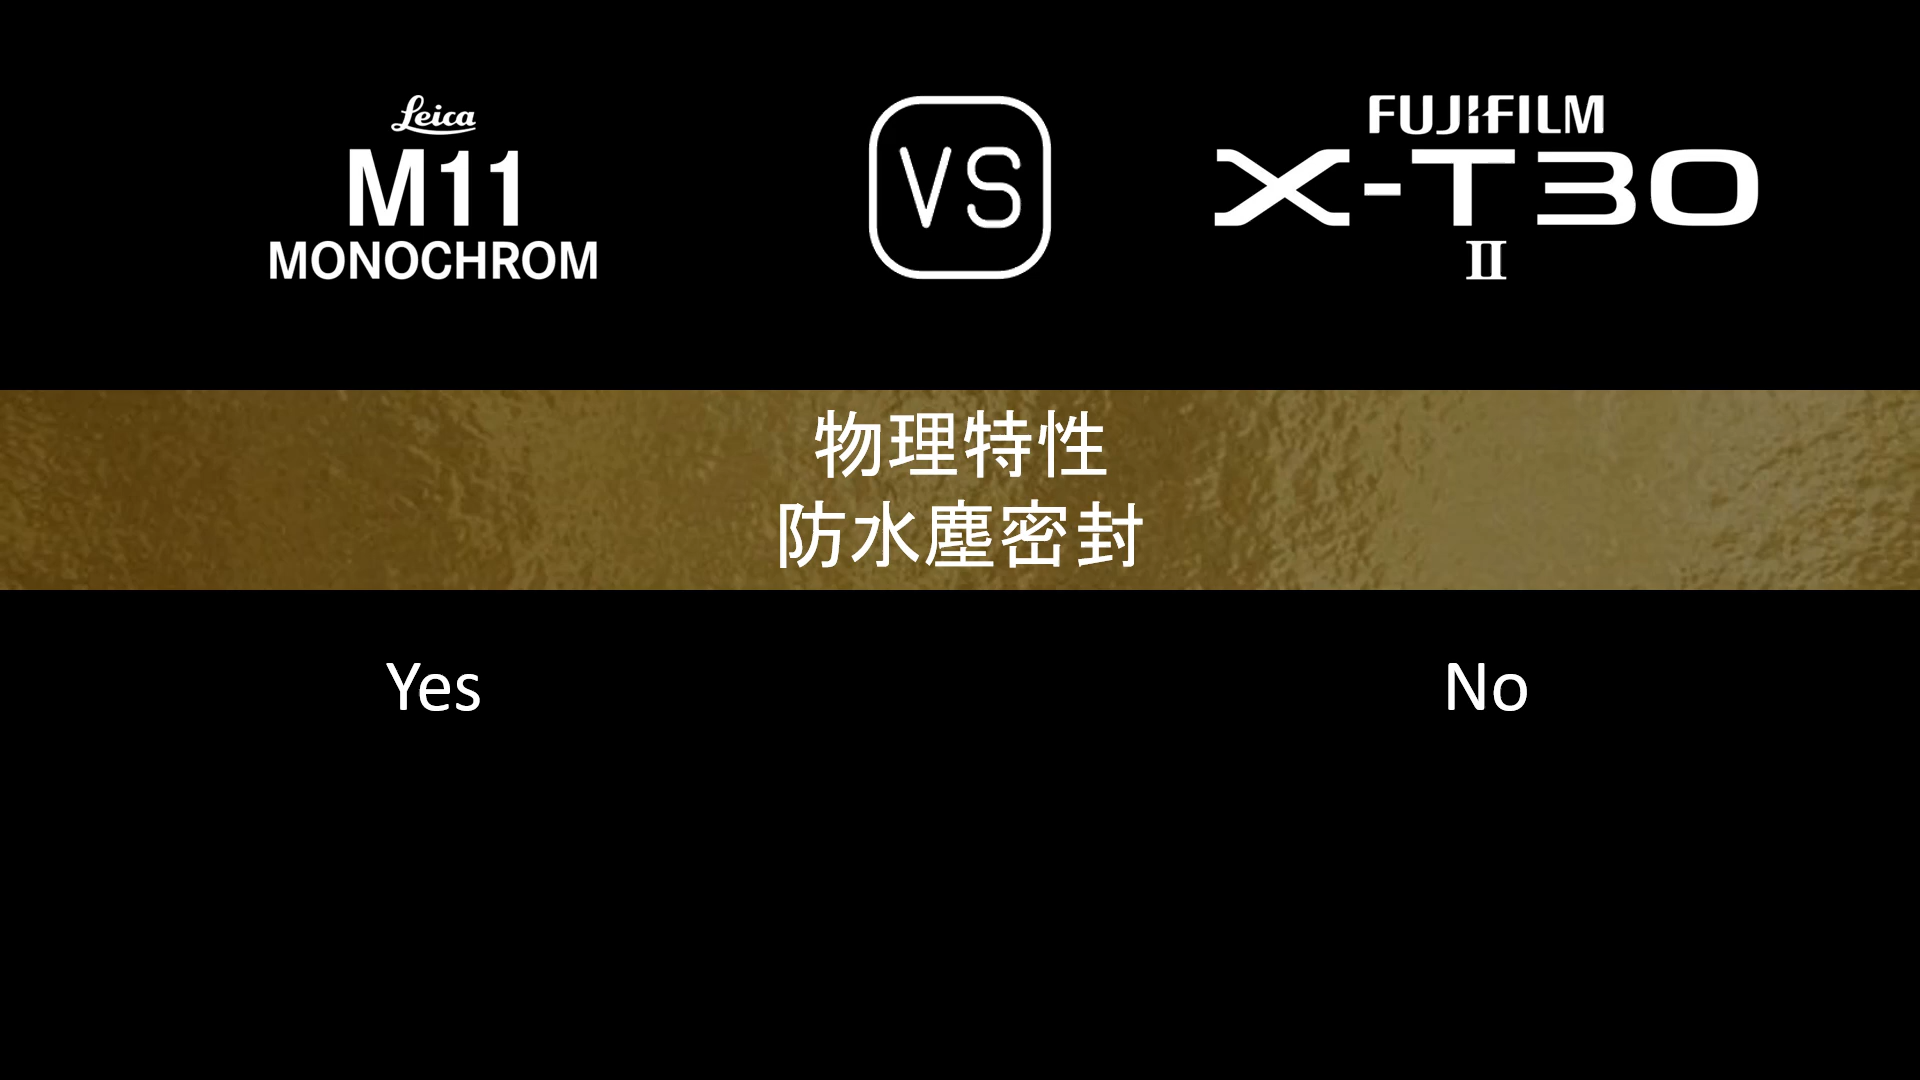 Leica
M11
MONOCHROM
VS
FUJIFILM
X-T30
II
物理特性
防水塵密封
Yes
No